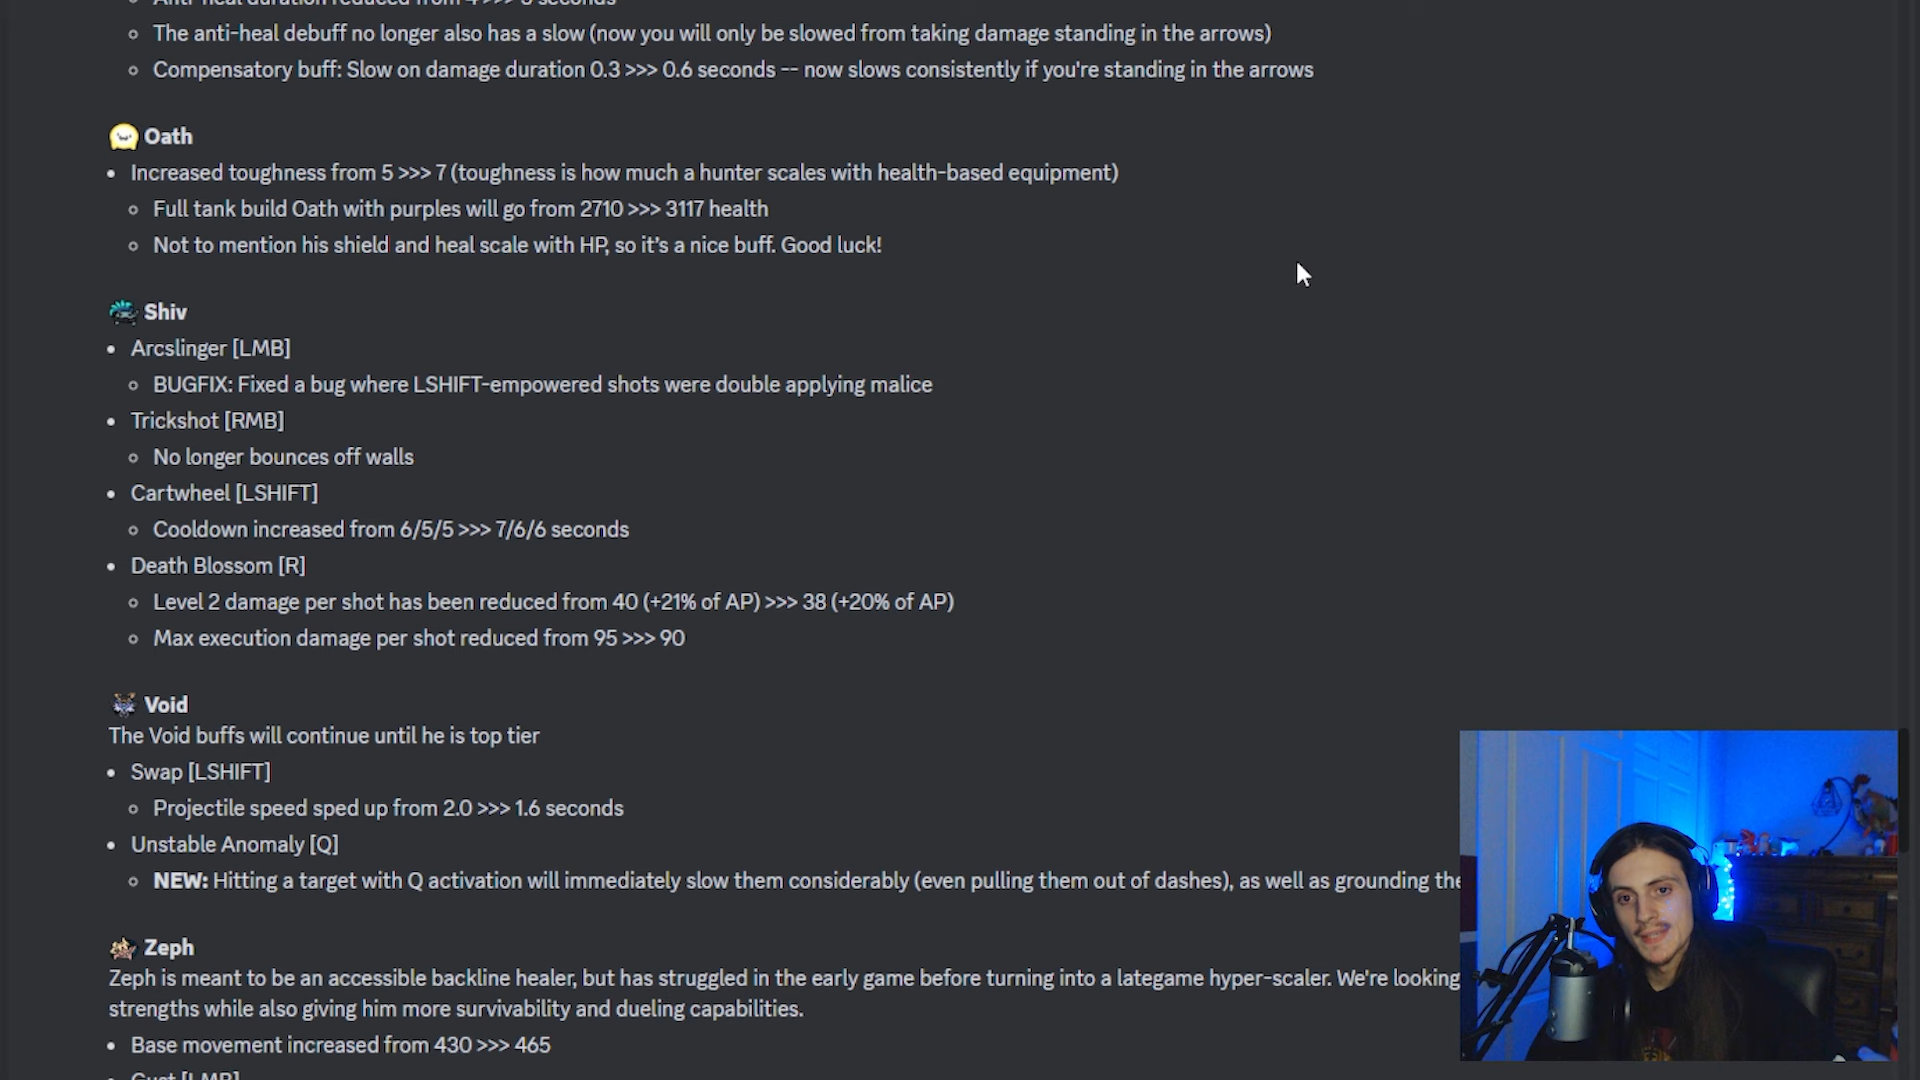 The anti-heal debuff no longer also has a slow (now you will only be slowed from taking damage standing in the arrows)
Compensatory buff: Slow on damage duration 0.3 >>> 0.6 seconds -- now slows consistently if you're standing in the arrows
Oath
Increased toughness from 5 >>> 7 (toughness is how much a hunter scales with health-based equipment)
Full tank build Oath with purples will go from 2710 >>> 3117 health
Not to mention his shield and heal scale with HP, so it's a nice buff. Good luck!
Shiv
Arcslinger [LMB]
BUGFIX: Fixed a bug where LSHIFT-empowered shots were double applying malice
Trickshot [RMB]
No longer bounces off walls
Cartwheel [LSHIFT]
Cooldown increased from 6/5/5 >>> 7/6/6 seconds
Death Blossom [R]
Level 2 damage per shot has been reduced from 40 (+21% of AP) >>> 38 (+20% of AP)
Max execution damage per shot reduced from 95 >>> 90
Void
The Void buffs will continue until he is top tier
Swap [LSHIFT]
Projectile speed sped up from 2.0 >>> 1.6 seconds
Unstable Anomaly [Q]
NEW: Hitting a target with Q activation will immediately slow them considerably (even pulling them out of dashes), as well as grounding
Zeph
Zeph is meant to be an accessible backline healer, but has struggled in the early game before turning into a lategame hyper-scaler. We're looking
strengths while also giving him more survivability and dueling capabilities.
Base movement increased from 430 >>> 465